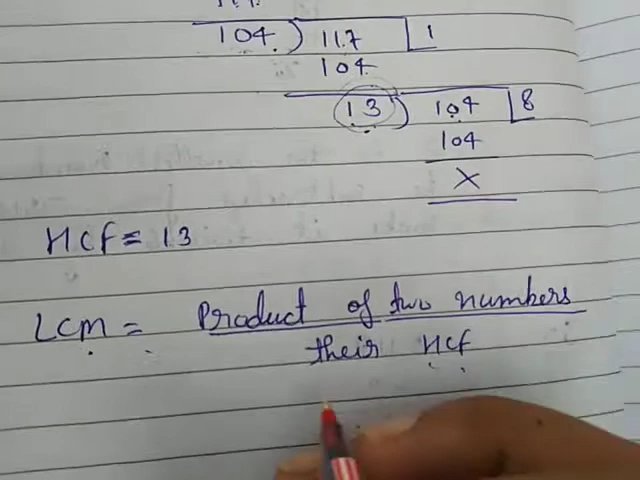 104 ) 117 1
104
13 ) 104 8
104
X
HCF = 13
LCM = Product of two numbers
their HCF